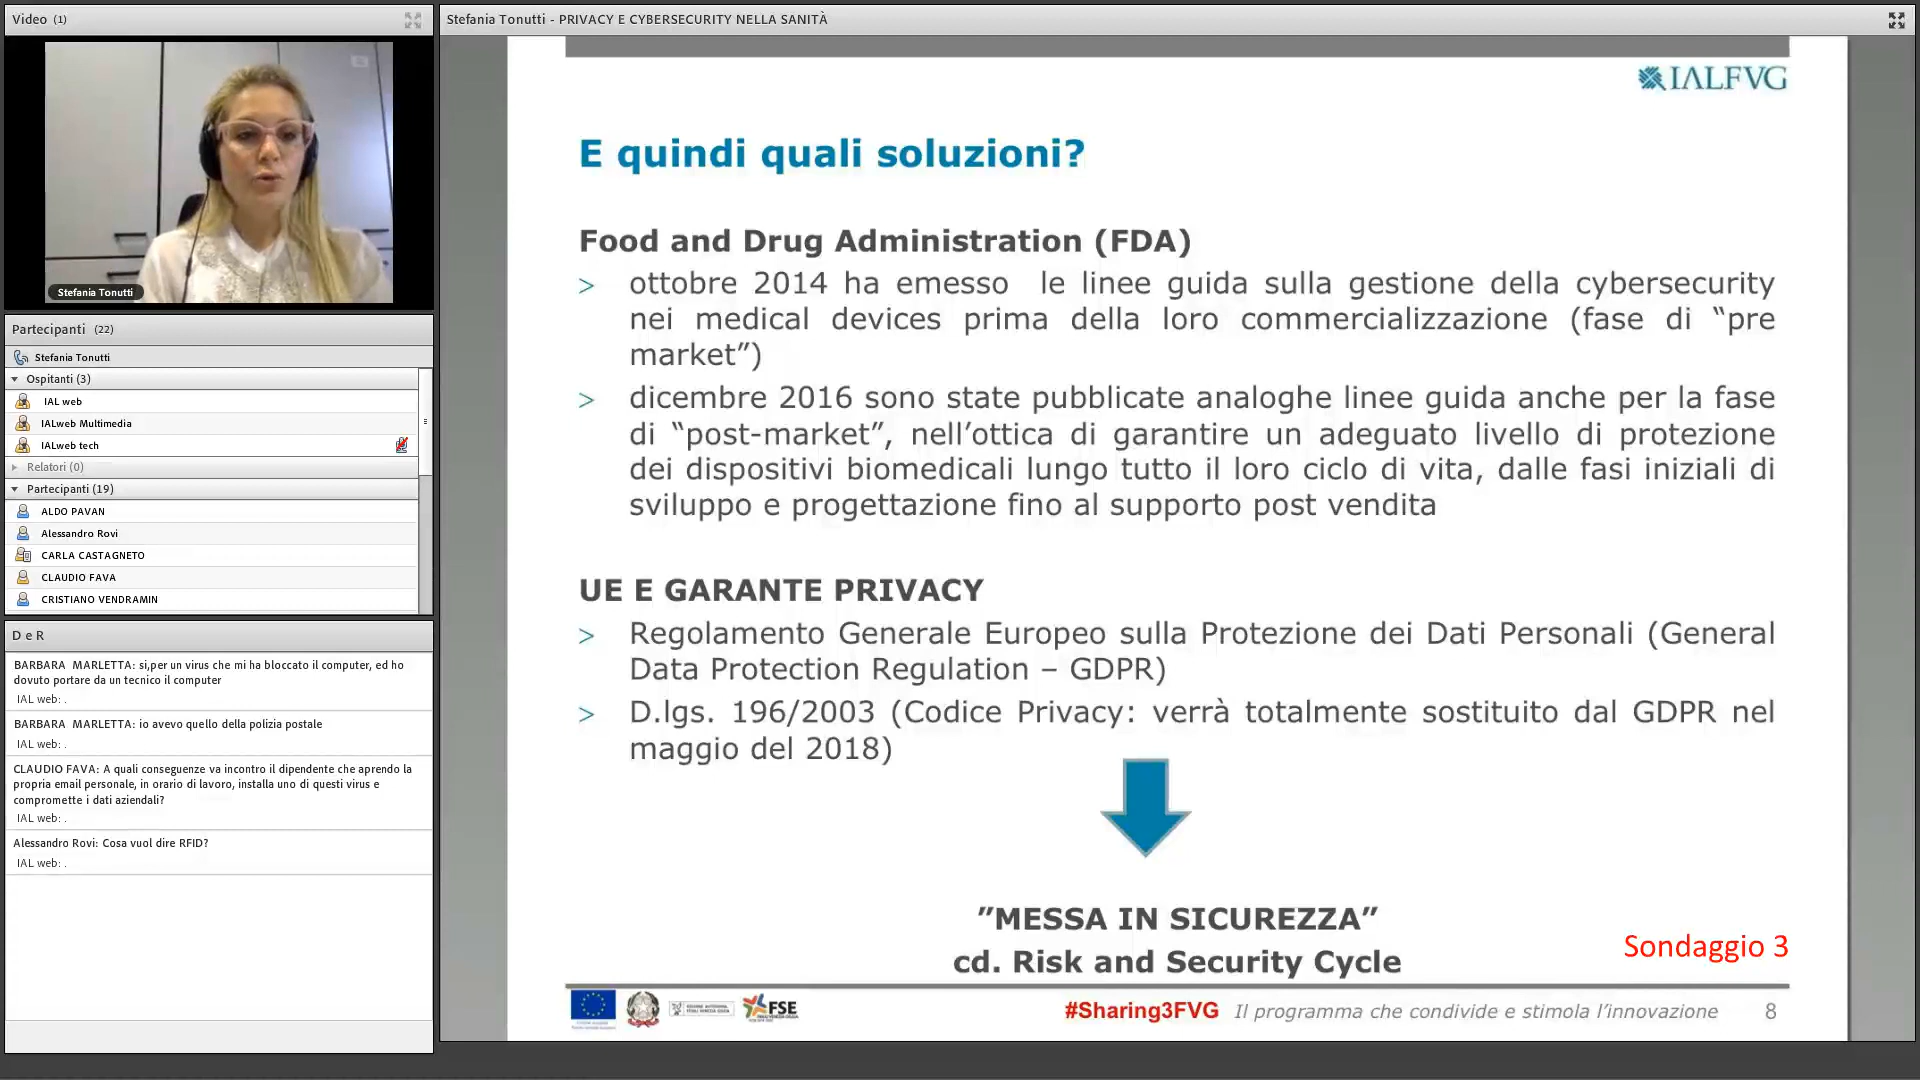 Video (1)
Stefania Tonutti
Partecipanti (22)
Stefania Tonutti
Ospitanti (3)
IAL web
IALweb Multimedia
IALweb tech
Relatori (0)
Partecipanti (19)
ALDO PAVAN
Alessandro Rovi
CARLA CASTAGNETO
CLAUDIO FAVA
CRISTIANO VENDRAMIN
D e R
BARBARA MARLETTA: si,per un virus che mi ha bloccato il computer, ed ho
dovuto portare da un tecnico il computer
IAL web: .
BARBARA MARLETTA: io avevo quello della polizia postale
IAL web: .
CLAUDIO FAVA: A quali conseguenze va incontro il dipendente che aprendo la
propria email personale, in orario di lavoro, installa uno di questi virus e
compromette i dati aziendali?
IAL web: .
Alessandro Rovi: Cosa vuol dire RFID?
IAL web: .
Stefania Tonutti - PRIVACY E CYBERSECURITY NELLA SANITÀ
IALFVG
E quindi quali soluzioni?
Food and Drug Administration (FDA)
> ottobre 2014 ha emesso le linee guida sulla gestione della cybersecurity
nei medical devices prima della loro commercializzazione (fase di “pre
market”)
> dicembre 2016 sono state pubblicate analoghe linee guida anche per la fase
di “post-market”, nell’ottica di garantire un adeguato livello di protezione
dei dispositivi biomedicali lungo tutto il loro ciclo di vita, dalle fasi iniziali di
sviluppo e progettazione fino al supporto post vendita
UE E GARANTE PRIVACY
> Regolamento Generale Europeo sulla Protezione dei Dati Personali (General
Data Protection Regulation – GDPR)
> D.lgs. 196/2003 (Codice Privacy: verrà totalmente sostituito dal GDPR nel
maggio del 2018)
”MESSA IN SICUREZZA”
cd. Risk and Security Cycle
Sondaggio 3
FSE
#Sharing3FVG Il programma che condivide e stimola l’innovazione 8